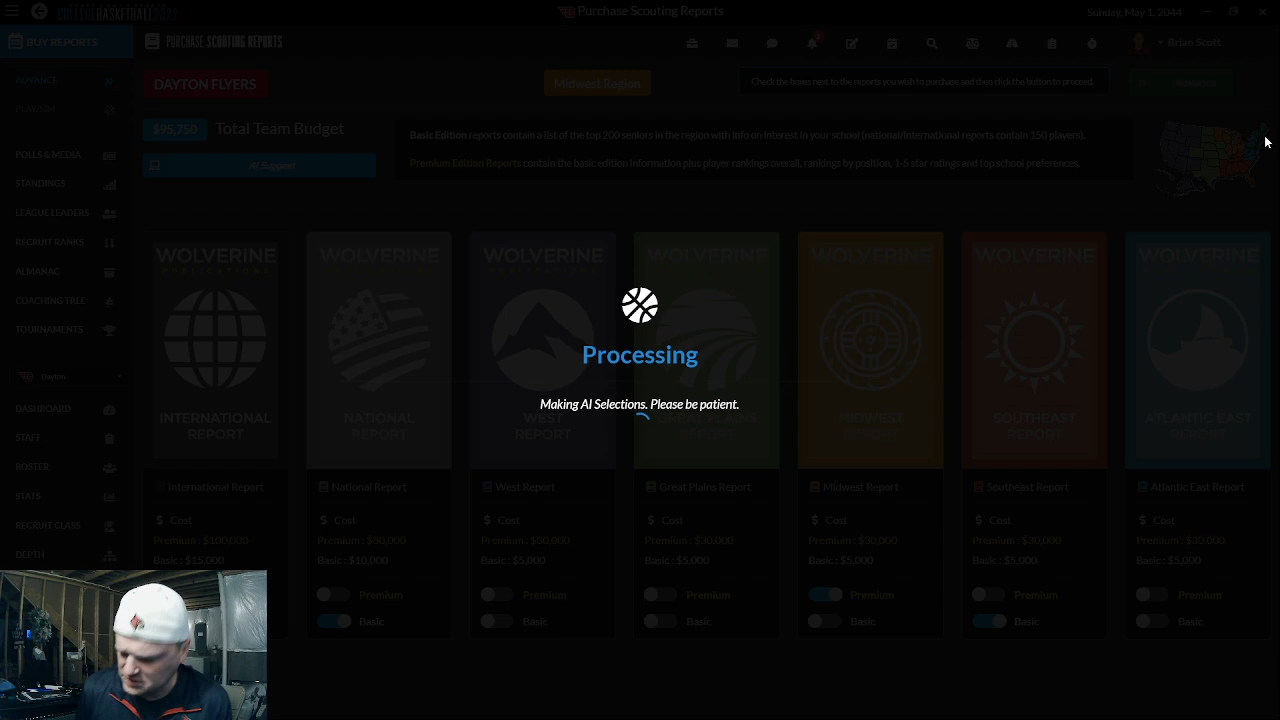 COLLEGE BASKETBALL 2022
Purchase Scouting Reports
Sunday, May 1, 2044
BUY REPORTS
PURCHASE SCOUTING REPORTS
Brian Scott
ADVANCE
DAYTON FLYERS
Midwest Region
Check the boxes next to the reports you wish to purchase and then click the button to proceed.
$95,750
Total Team Budget
Basic Edition reports contain a list of the top 200 seniors in the region with info on interest in your school (national/international reports contain 150 players).
AI Support
Premium Edition Reports contain the basic edition information plus player rankings overall, rankings by position, 1-5 star ratings and top school preferences.
POLLS & MEDIA
STANDINGS
LEAGUE LEADERS
RECRUIT RANKS
ALMANAC
COACHING TREE
TOURNAMENTS
Dayton
DASHBOARD
STAFF
ROSTER
STATS
RECRUIT CLASS
DEPTH
WOLVERINE
PUBLICATIONS
INTERNATIONAL
REPORT
WOLVERINE
NATIONAL
REPORT
WOLVERINE
WEST
REPORT
WOLVERINE
GREAT PLAINS
REPORT
WOLVERINE
MIDWEST
REPORT
WOLVERINE
SOUTHEAST
REPORT
WOLVERINE
ATLANTIC EAST
REPORT
Processing
Making AI Selections. Please be patient.
International Report
$ Cost
Premium : $100,000
Basic : $15,000
National Report
$ Cost
Premium : $80,000
Basic : $10,000
Premium
Basic
West Report
$ Cost
Premium : $30,000
Basic : $5,000
Premium
Basic
Great Plains Report
$ Cost
Premium : $30,000
Basic : $5,000
Premium
Basic
Midwest Report
$ Cost
Premium : $30,000
Basic : $5,000
Premium
Basic
Southeast Report
$ Cost
Premium : $30,000
Basic : $5,000
Premium
Basic
Atlantic East Report
$ Cost
Premium : $30,000
Basic : $5,000
Premium
Basic